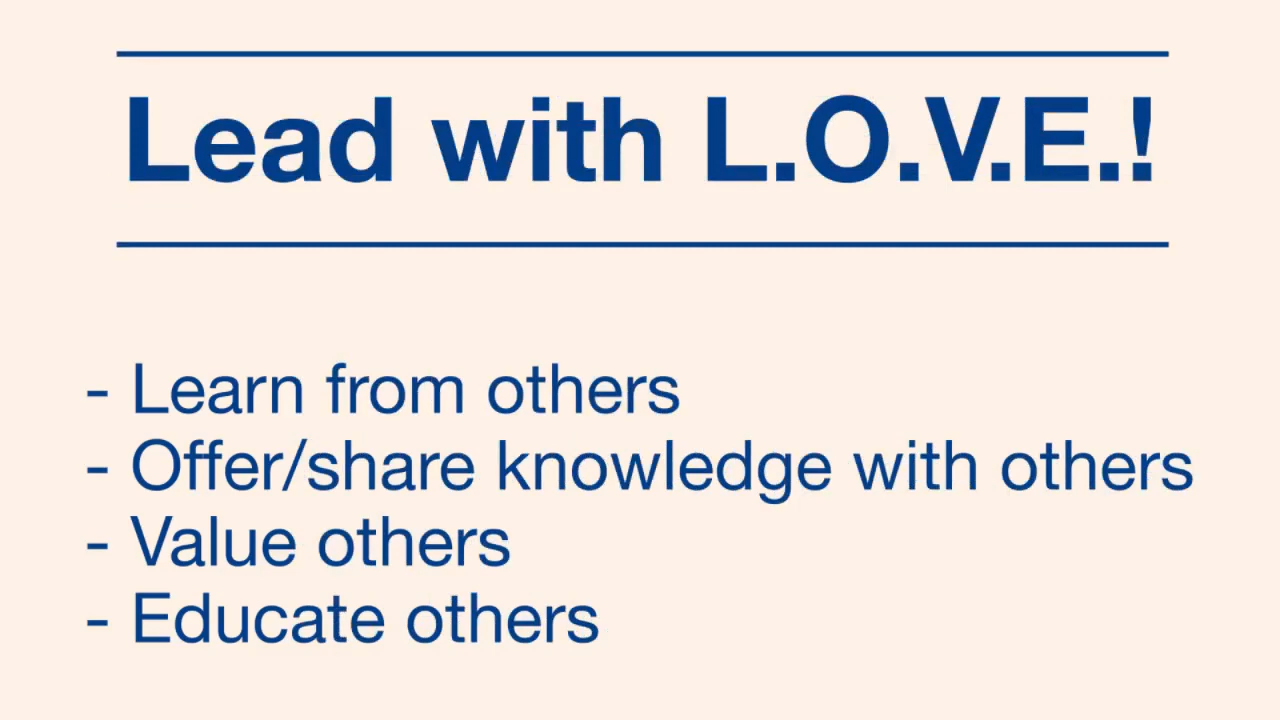 Lead with L.O.V.E.!
- Learn from others
- Offer/share knowledge with others
- Value others
- Educate others